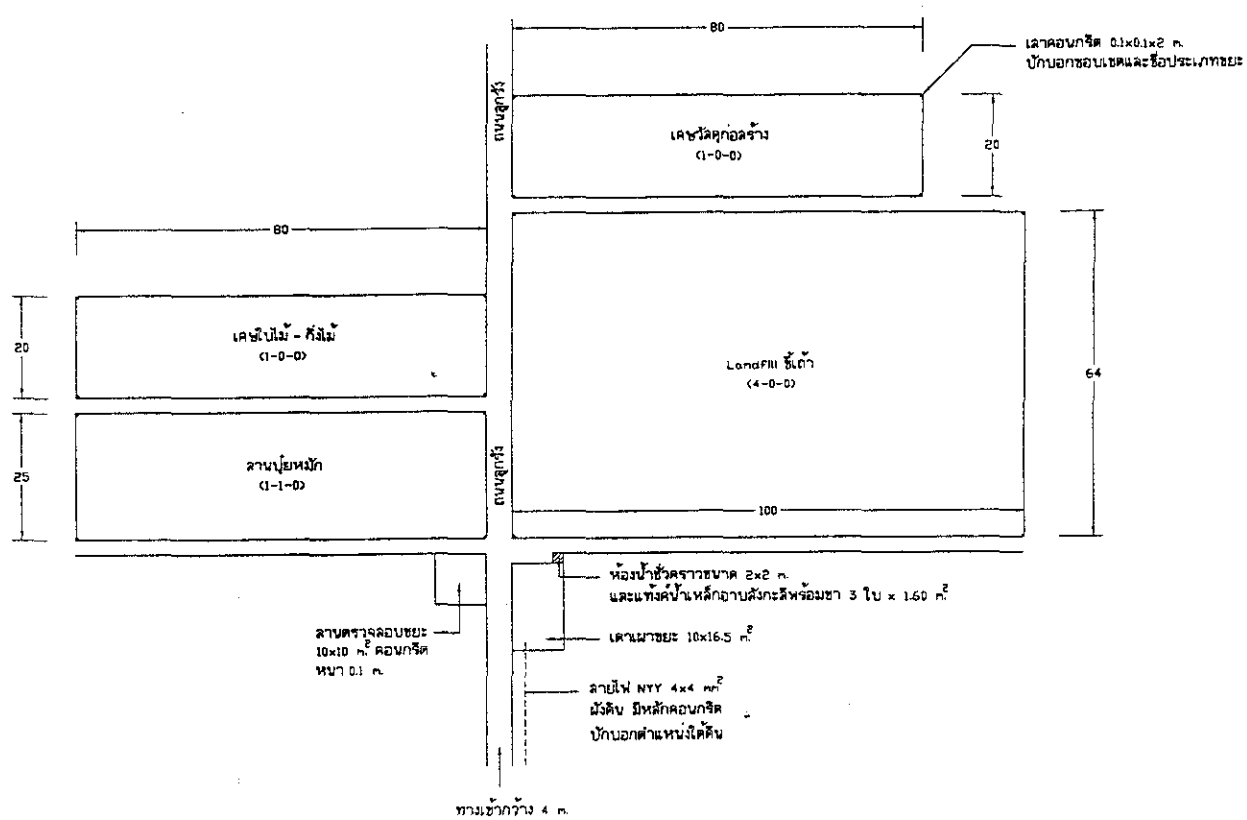 80
เสาคอนกรีต 0.1x0.1x2 m.
ปักบอกขอบเขตและชื่อประเภทขยะ
ถนนลูกรัง
เศษวัสดุก่อสร้าง
(1-0-0)
20
80
เศษใบไม้ - กิ่งไม้
(1-0-0)
20
Landfill ขี้เถ้า
(4-0-0)
64
ลานปุ๋ยหมัก
(1-1-0)
25
ถนนลูกรัง
100
ห้องน้ำชั่วคราวขนาด 2x2 m.
และแท้งค์น้ำเหล็กอาบสังกะสีพร้อมขา 3 ใบ x 1.60 m.²
ลานตรวจสอบขยะ
10x10 m.² คอนกรีต
หนา 0.1 m.
เตาเผาขยะ 10x16.5 m.²
สายไฟ NYY 4x4 mm²
ฝังดิน มีหลักคอนกรีต
ปักบอกตำแหน่งใต้ดิน
ทางเข้ากว้าง 4 m.